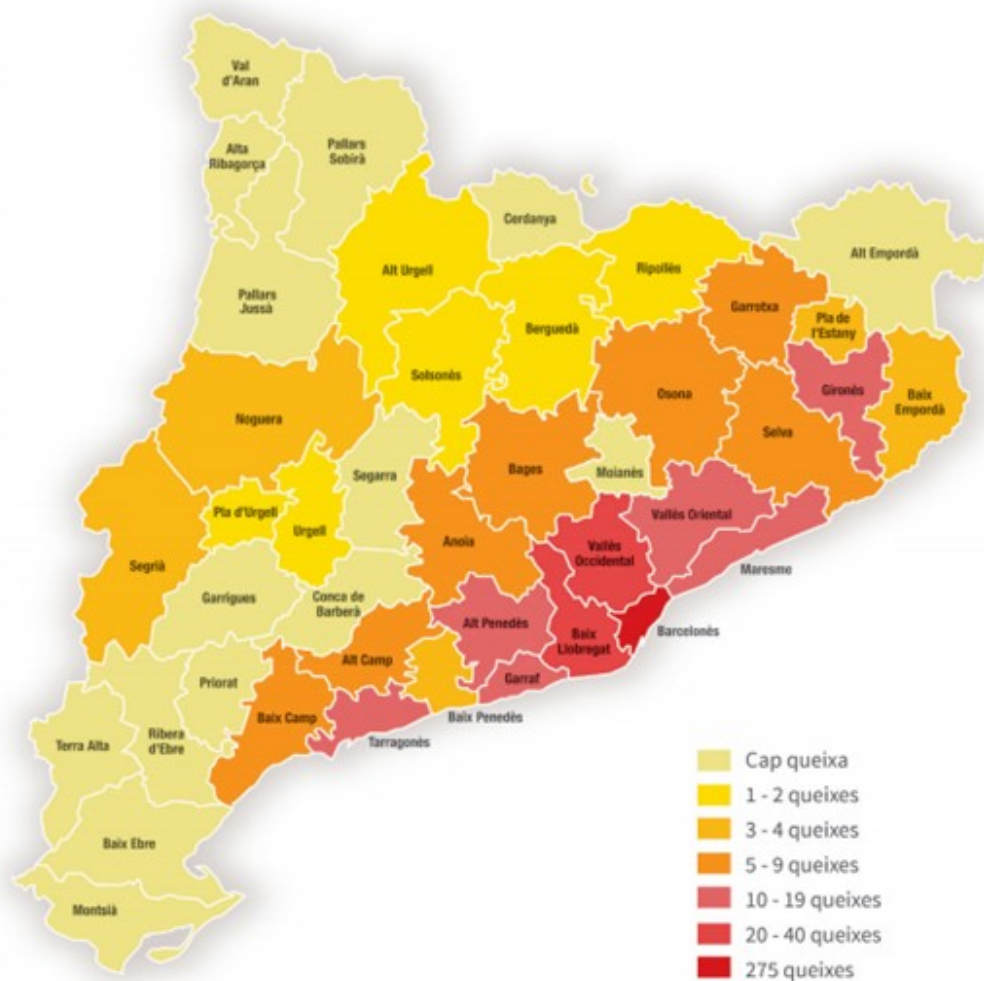 Val
d'Aran
Alta
Ribagorça
Pallars
Sobirà
Cerdanya
Alt Empordà
Alt Urgell
Ripollès
Pallars
Jussà
Garrotxa
Pla de
l'Estany
Berguedà
Solsonès
Gironès
Osona
Baix
Empordà
Noguera
Selva
Bages
Moianès
Segarra
Pla d'Urgell
Vallès Oriental
Urgell
Anoia
Vallès
Occidental
Segrià
Maresme
Garrigues
Conca de
Barberà
Alt Penedès
Barcelonès
Baix
Llobregat
Alt Camp
Garraf
Priorat
Baix Camp
Baix Penedès
Terra Alta
Ribera
d'Ebre
Tarragonès
Baix Ebre
Montsià
Cap queixa
1 - 2 queixes
3 - 4 queixes
5 - 9 queixes
10 - 19 queixes
20 - 40 queixes
275 queixes